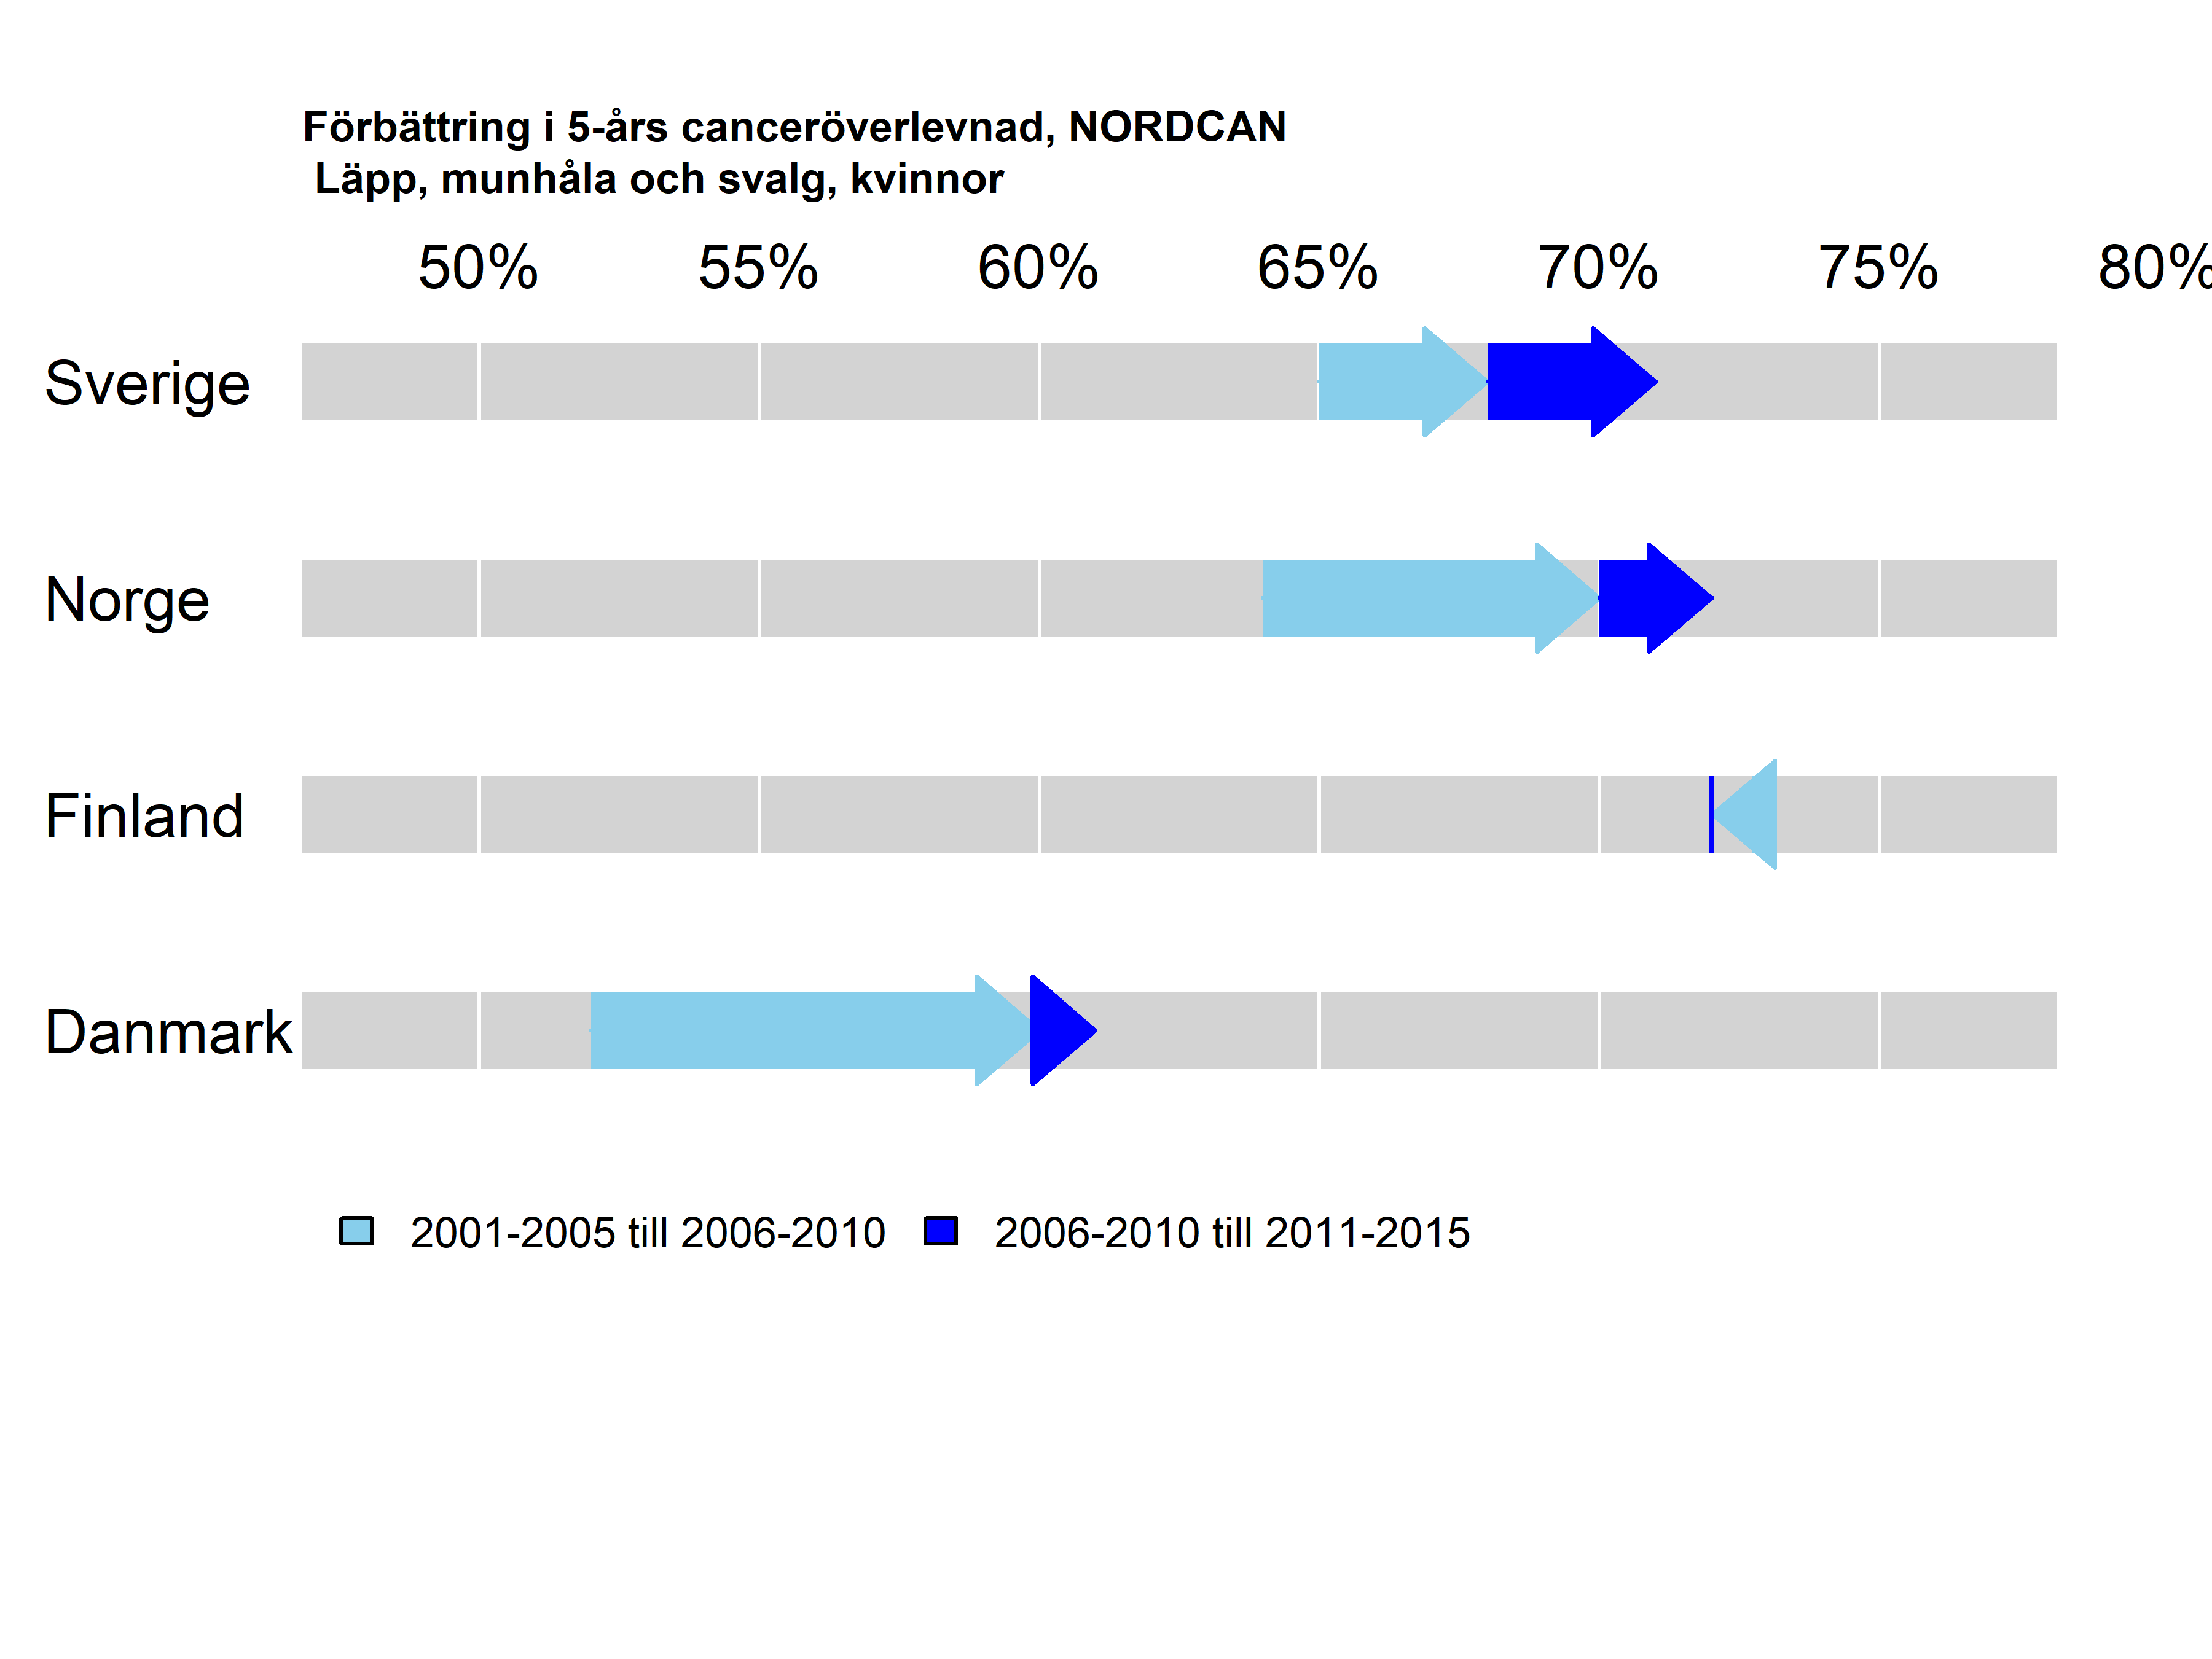 Förbättring i 5-års canceröverlevnad, NORDCAN
Läpp, munhåla och svalg, kvinnor
50% 55% 60% 65% 70% 75% 80%
Sverige
Norge
Finland
Danmark
2001-2005 till 2006-2010 2006-2010 till 2011-2015